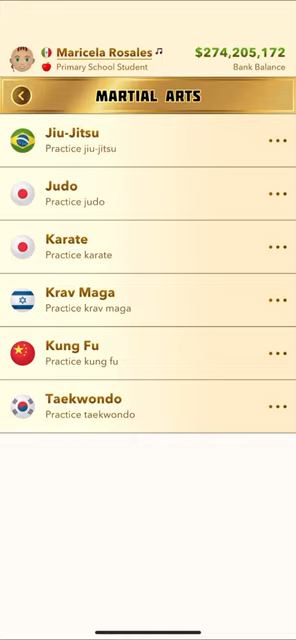 Maricela Rosales
$274,205,172
Primary School Student
Bank Balance
MARTIAL ARTS
Jiu-Jitsu
Practice jiu-jitsu
Judo
Practice judo
Karate
Practice karate
Krav Maga
Practice krav maga
Kung Fu
Practice kung fu
Taekwondo
Practice taekwondo